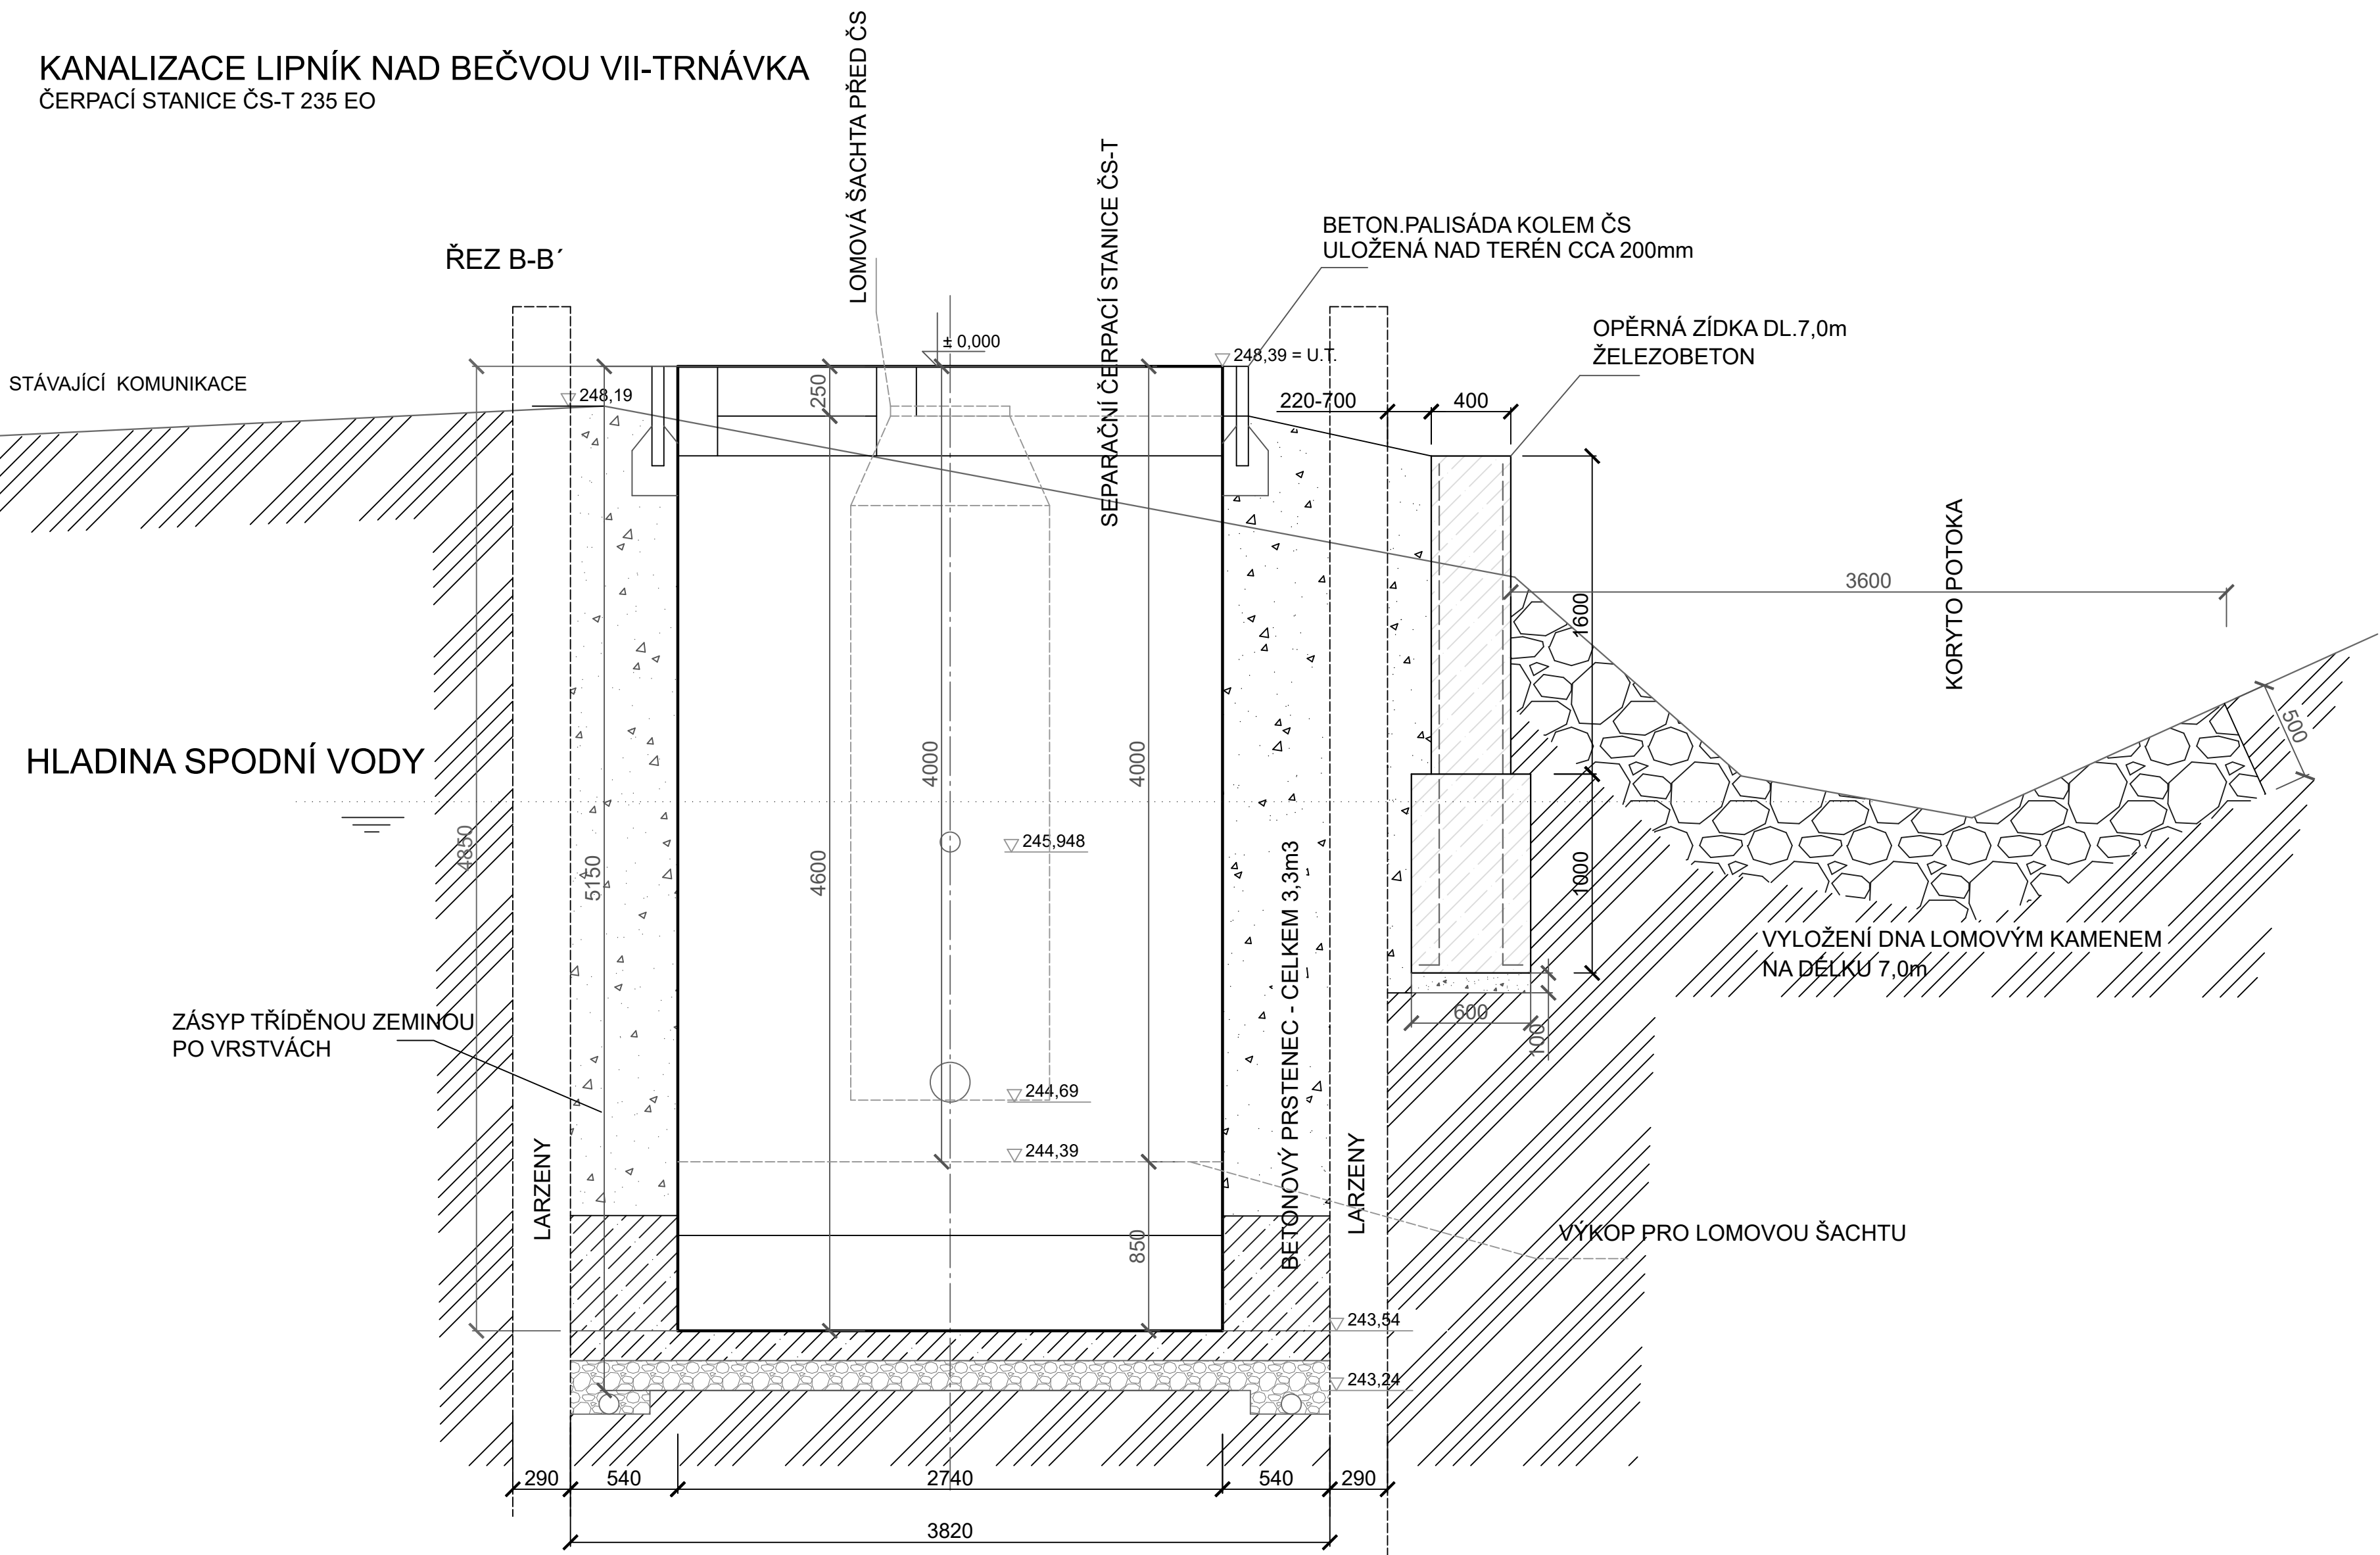 KANALIZACE LIPNÍK NAD BEČVOU VII-TRNÁVKA
ČERPACÍ STANICE ČS-T 235 EO
LOMOVÁ ŠACHTA PŘED ČS
SEPARAČNÍ ČERPACÍ STANICE ČS-T
BETON.PALISÁDA KOLEM ČS
ULOŽENÁ NAD TERÉN CCA 200mm
ŘEZ B-B´
OPĚRNÁ ZÍDKA DL.7,0m
ŽELEZOBETON
± 0,000
248,39 = U.T.
STÁVAJÍCÍ KOMUNIKACE
248,19
250
220-700
400
KORYTO POTOKA
3600
1600
500
HLADINA SPODNÍ VODY
4000
4000
4850
5150
4600
245,948
1000
BETONOVÝ PRSTENEC - CELKEM 3,3m3
VYLOŽENÍ DNA LOMOVÝM KAMENEM
NA DÉLKU 7,0m
600
100
ZÁSYP TŘÍDĚNOU ZEMINOU
PO VRSTVÁCH
244,69
244,39
LARZENY
LARZENY
850
VÝKOP PRO LOMOVOU ŠACHTU
243,54
243,24
290
540
2740
540
290
3820